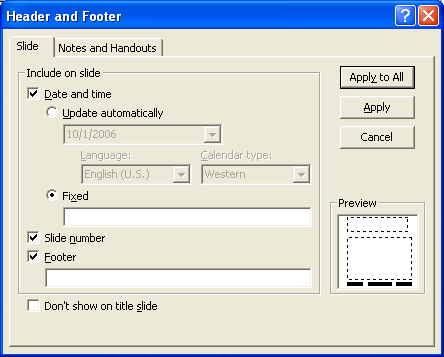 Header and Footer
Slide
Notes and Handouts
Include on slide
Date and time
Update automatically
10/1/2006
Language:
Calendar type:
English (U.S.)
Western
Fixed
Slide number
Footer
Don't show on title slide
Apply to All
Apply
Cancel
Preview